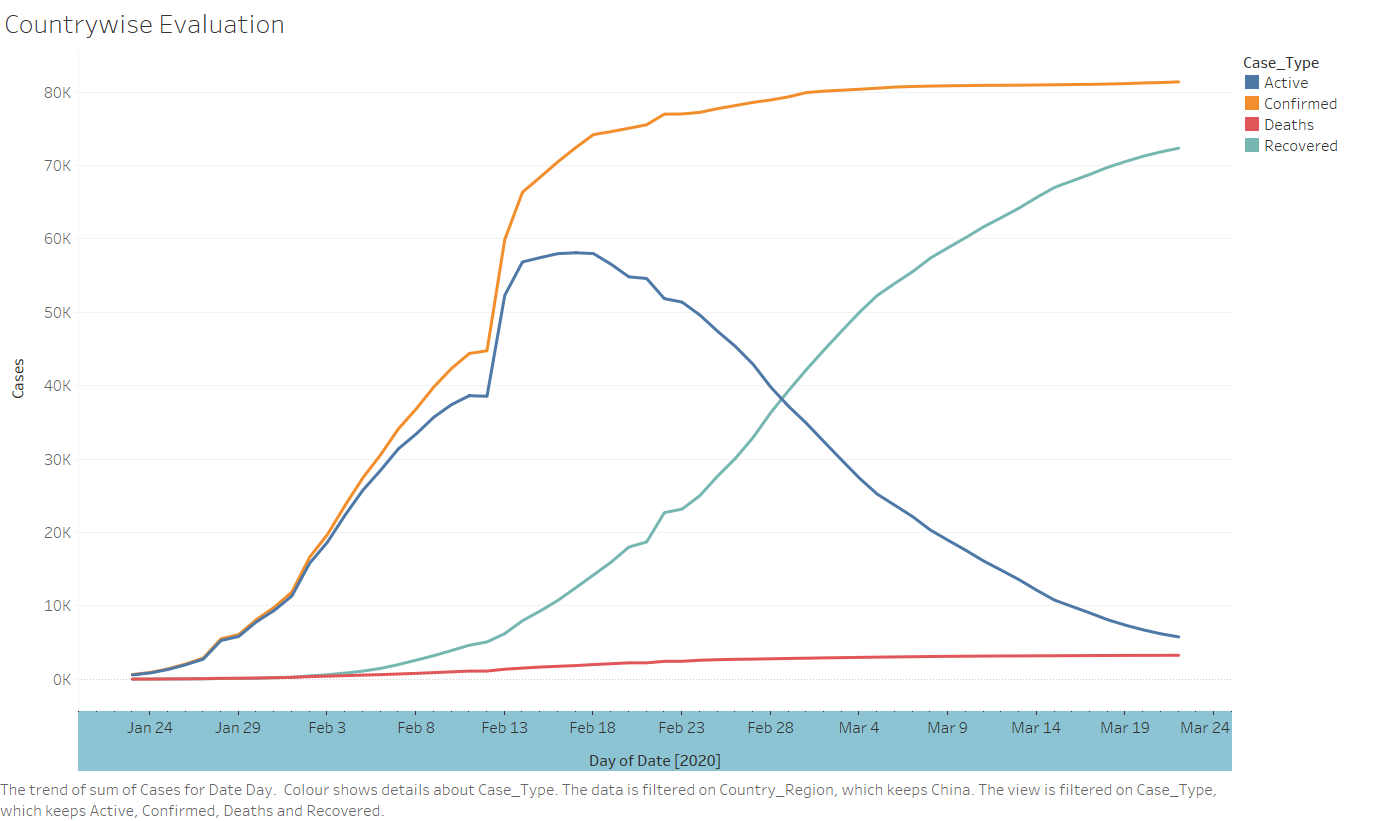 Countrywise Evaluation
Case_Type
Active
Confirmed
Deaths
Recovered
80K
70K
60K
50K
40K
30K
20K
10K
0K
Cases
Jan 24 Jan 29 Feb 3 Feb 8 Feb 13 Feb 18 Feb 23 Feb 28 Mar 4 Mar 9 Mar 14 Mar 19 Mar 24
Day of Date [2020]
The trend of sum of Cases for Date Day.  Colour shows details about Case_Type. The data is filtered on Country_Region, which keeps China. The view is filtered on Case_Type,
which keeps Active, Confirmed, Deaths and Recovered.